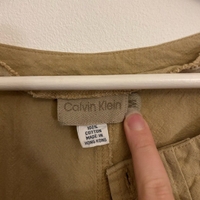 Calvin Klein
M
100%
COTTON
MADE IN
HONG KONG